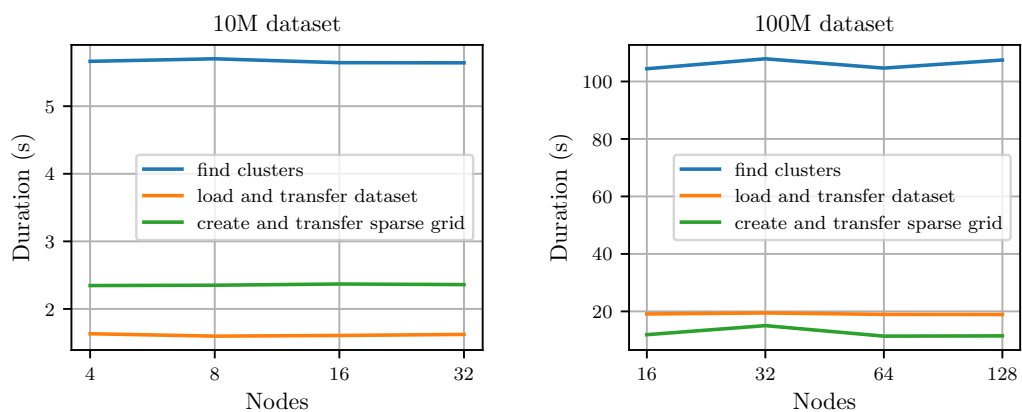 10M dataset
Duration (s)
5
4
3
2
find clusters
load and transfer dataset
create and transfer sparse grid
4 8 16 32
Nodes
100M dataset
Duration (s)
100
80
60
40
20
find clusters
load and transfer dataset
create and transfer sparse grid
16 32 64 128
Nodes